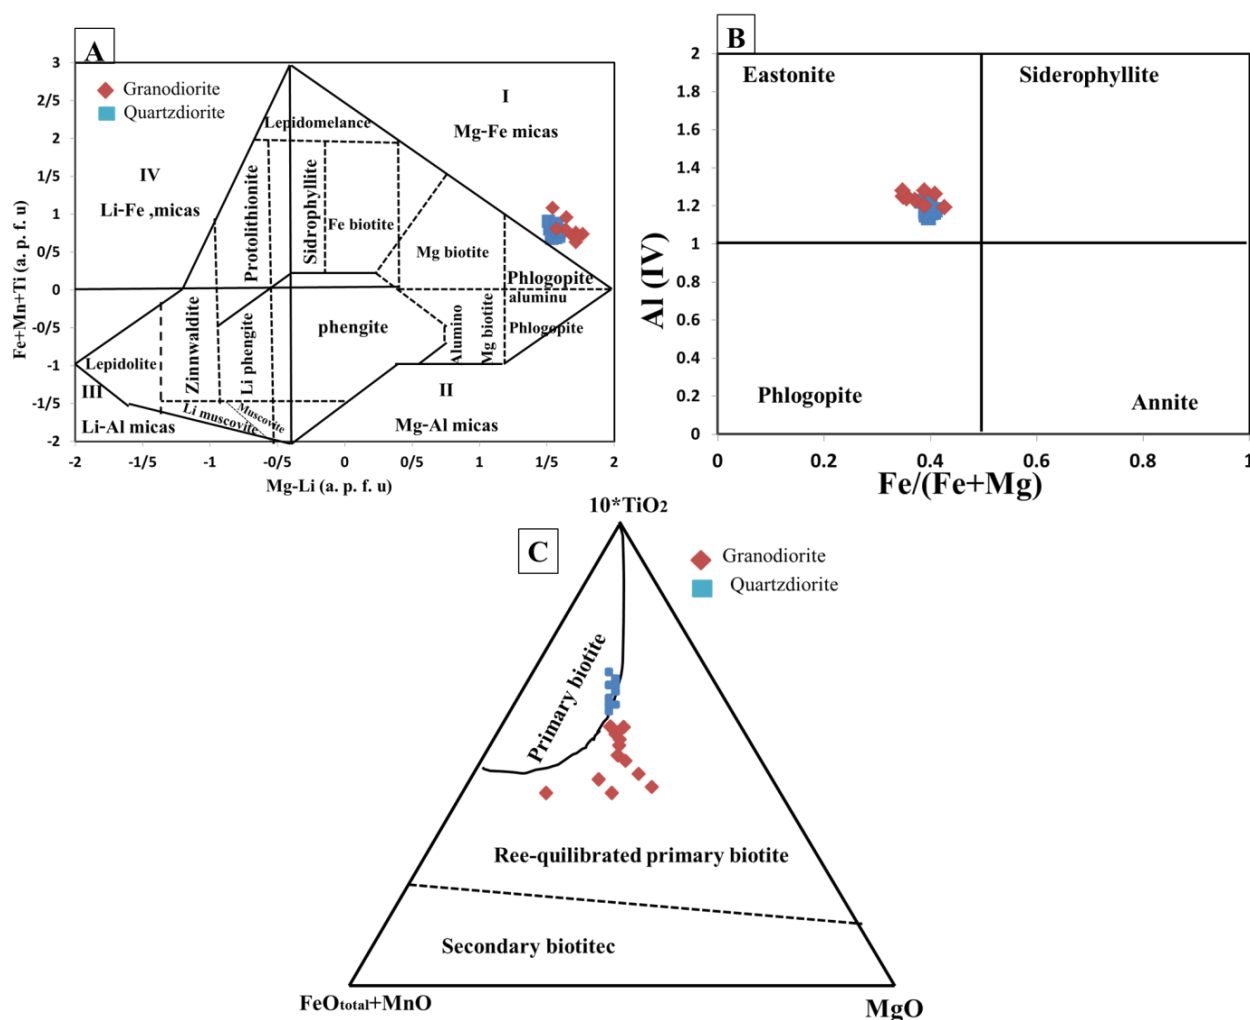 A
Granodiorite
Quartzdiorite
I
Mg-Fe micas
Lepidomelance
IV
Li-Fe ,micas
Protolithionite
Sidrophyllite
Fe biotite
Mg biotite
Phlogopite
aluminu
Phlogopite
Alumino
Mg biotite
phengite
Li phengite
Zinnwaldite
Lepidolite
III
Li-Al micas
Li muscovite
Muscovite
II
Mg-Al micas
Fe+Mn+Ti (a. p. f. u)
3
2/5
2
1/5
1
0/5
0
-0/5
-1
-1/5
-2
-2 -1/5 -1 -0/5 0 0/5 1 1/5 2
Mg-Li (a. p. f. u)
B
Eastonite
Siderophyllite
Phlogopite
Annite
Al (IV)
2
1.8
1.6
1.4
1.2
1
0.8
0.6
0.4
0.2
0
0 0.2 0.4 0.6 0.8 1
Fe/(Fe+Mg)
C
10*TiO2
Granodiorite
Quartzdiorite
Primary biotite
Ree-quilibrated primary biotite
Secondary biotitec
FeOtotal+MnO
MgO